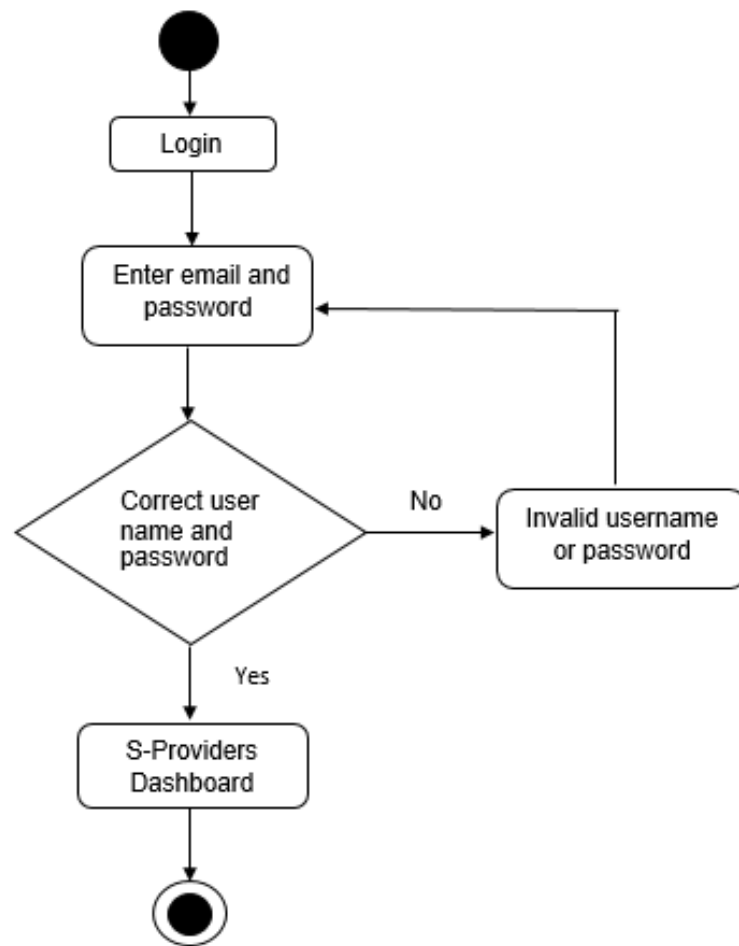 Login
Enter email and
password
Correct user
name and
password
No
Invalid username
or password
Yes
S-Providers
Dashboard